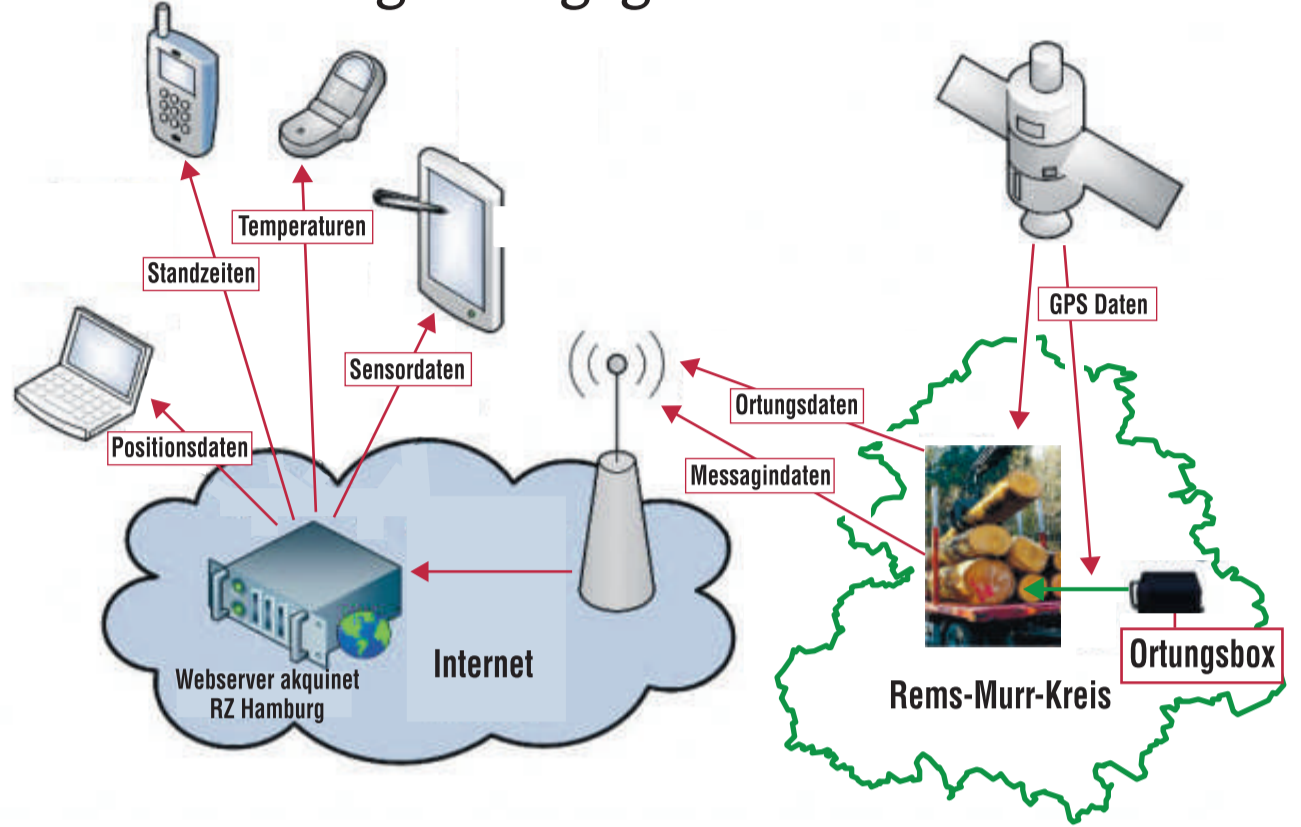 Temperaturen
Standzeiten
GPS Daten
Sensordaten
Ortungsdaten
Positionsdaten
Messagindaten
Internet
Webserver akquinet
RZ Hamburg
Ortungsbox
Rems-Murr-Kreis